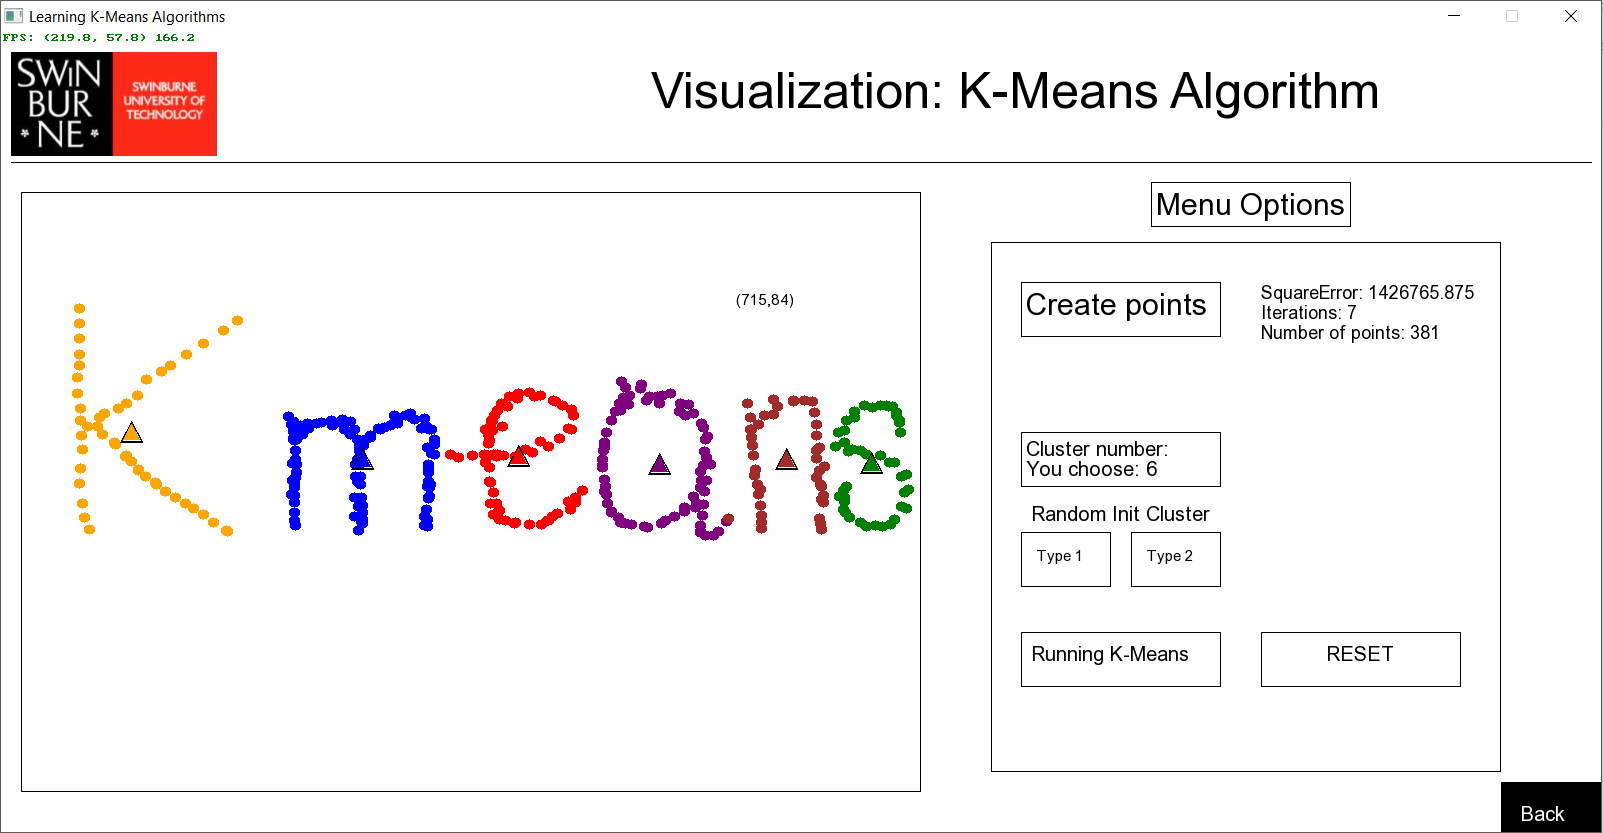 Learning K-Means Algorithms
FPS: (219.8, 57.8) 166.2
SWIN
BUR
NE
SWINBURNE
UNIVERSITY OF
TECHNOLOGY
Visualization: K-Means Algorithm
Menu Options
(715,84)
K means
Create points
SquareError: 1426765.875
Iterations: 7
Number of points: 381
Cluster number:
You choose: 6
Random Init Cluster
Type 1
Type 2
Running K-Means
RESET
Back